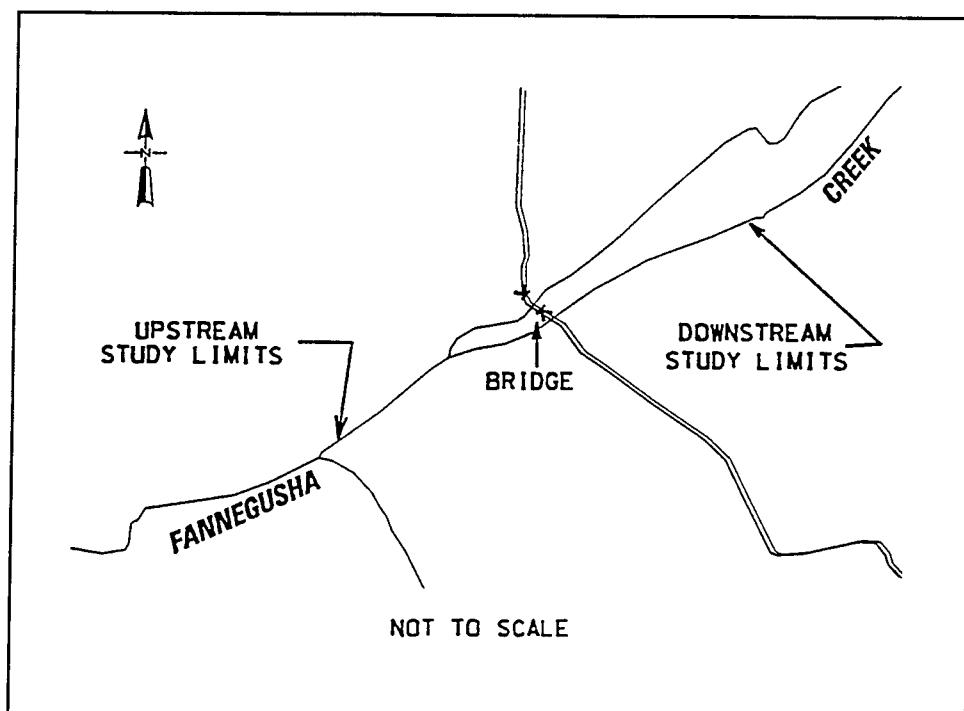 N
CREEK
UPSTREAM
STUDY LIMITS
DOWNSTREAM
STUDY LIMITS
BRIDGE
FANNEGUSHA
NOT TO SCALE